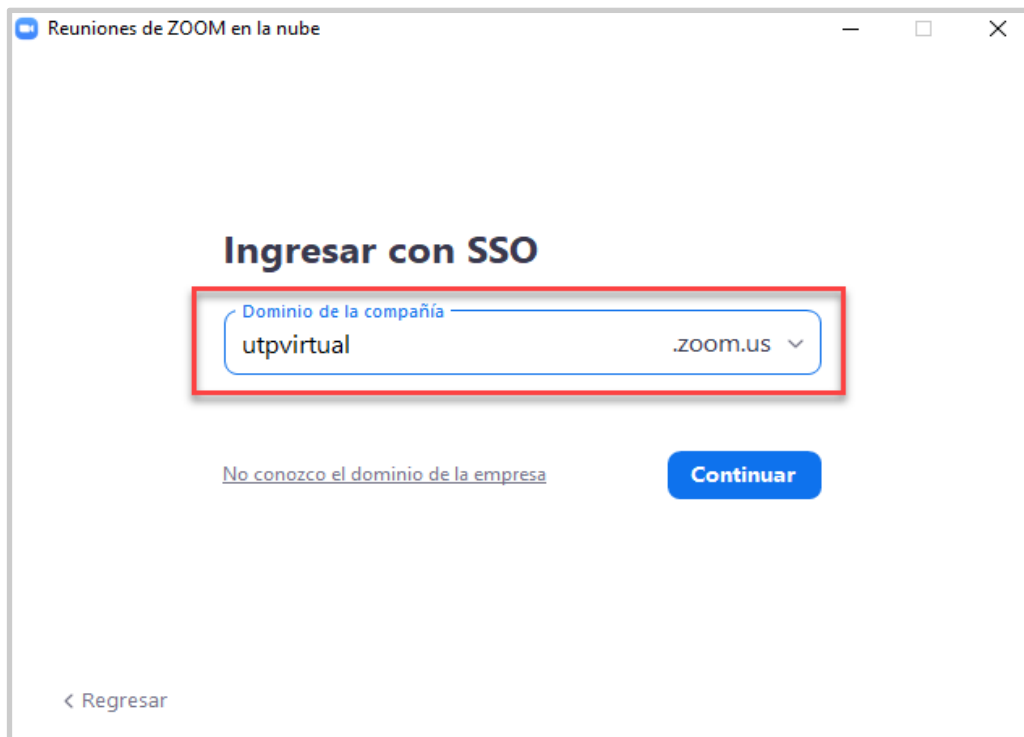 Reuniones de ZOOM en la nube
Ingresar con SSO
Dominio de la compañía
utpvirtual .zoom.us
No conozco el dominio de la empresa Continuar
< Regresar